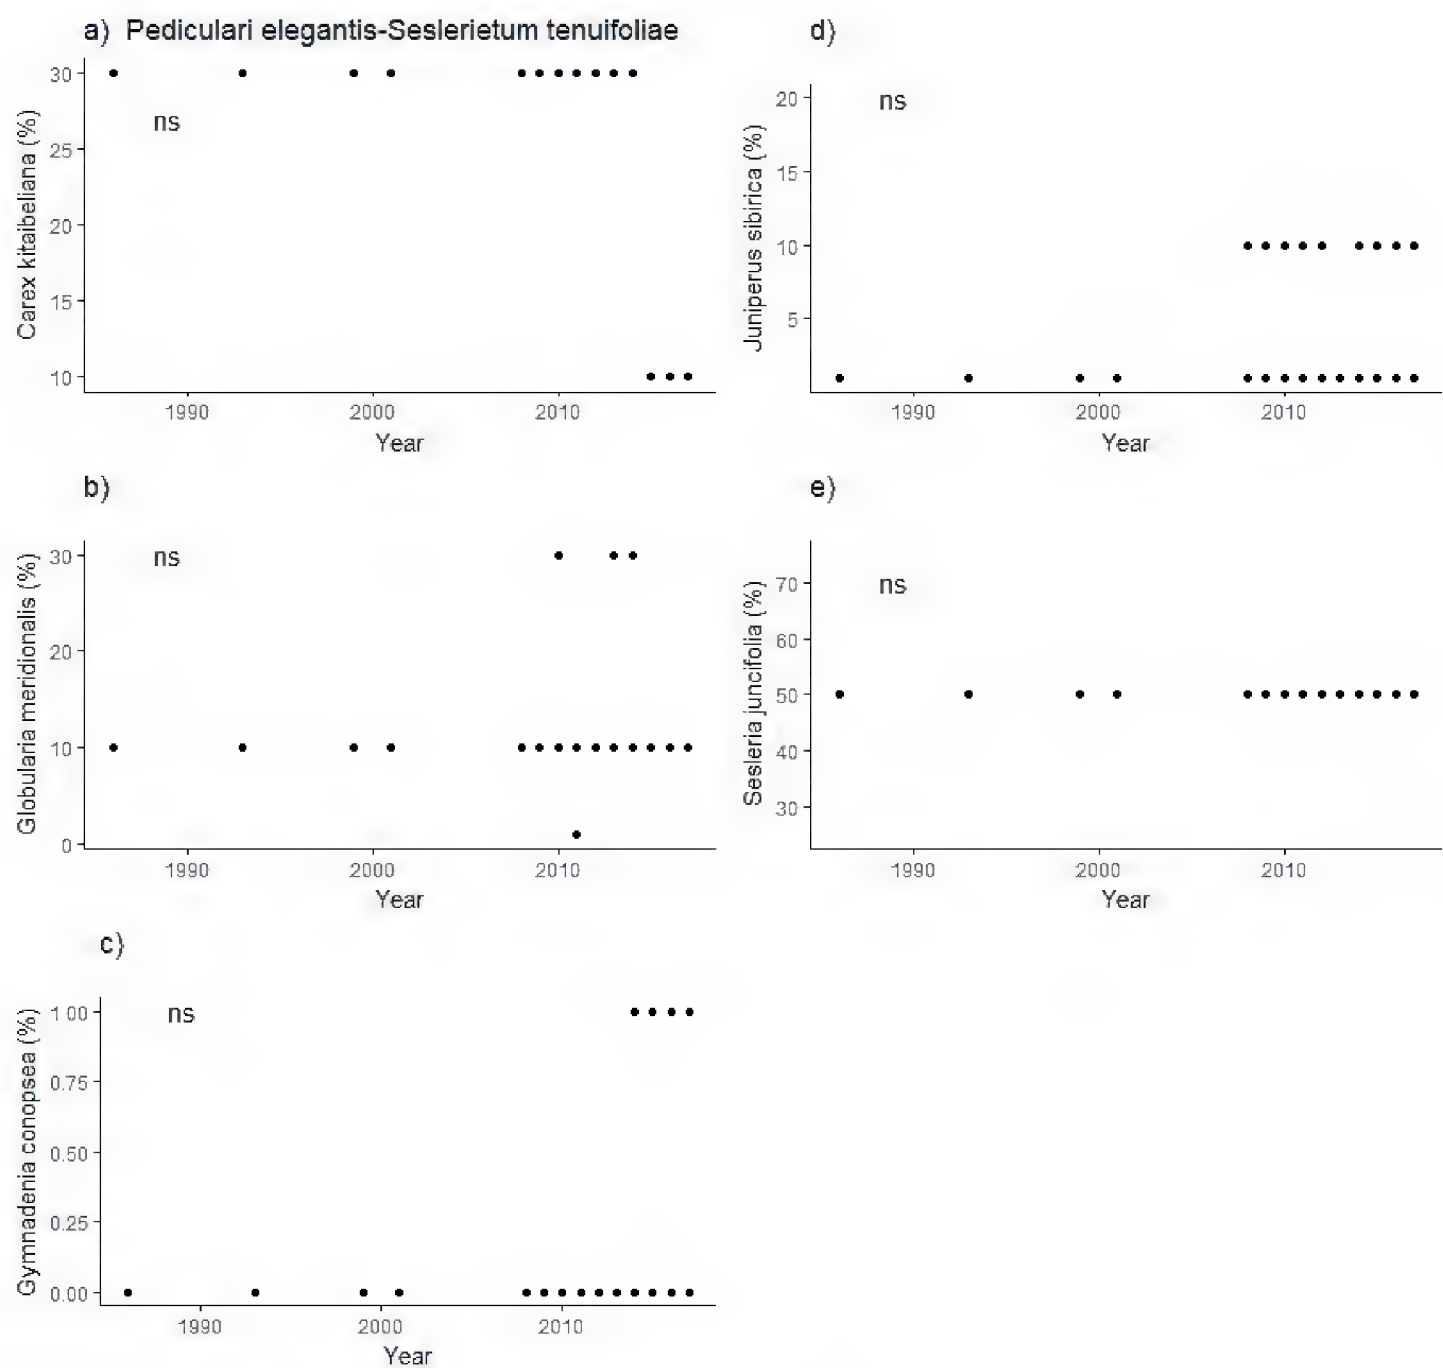 a) Pediculari elegantis-Seslerietum tenuifoliae
Carex kitaibeliana (%)
30
25
20
15
10
ns
1990 2000 2010
Year
b)
Globularia meridionalis (%)
30
20
10
0
ns
1990 2000 2010
Year
c)
Gymnadenia conopsea (%)
1.00
0.75
0.50
0.25
0.00
ns
1990 2000 2010
Year
d)
Juniperus sibirica (%)
20
15
10
5
ns
1990 2000 2010
Year
e)
Sesleria juncifolia (%)
70
60
50
40
30
ns
1990 2000 2010
Year